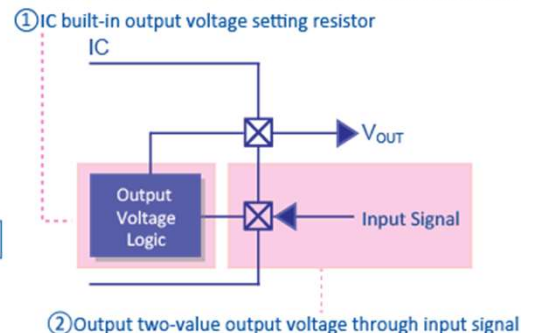 ①IC built-in output voltage setting resistor
IC
VOUT
Output
Voltage
Logic
Input Signal
②Output two-value output voltage through input signal